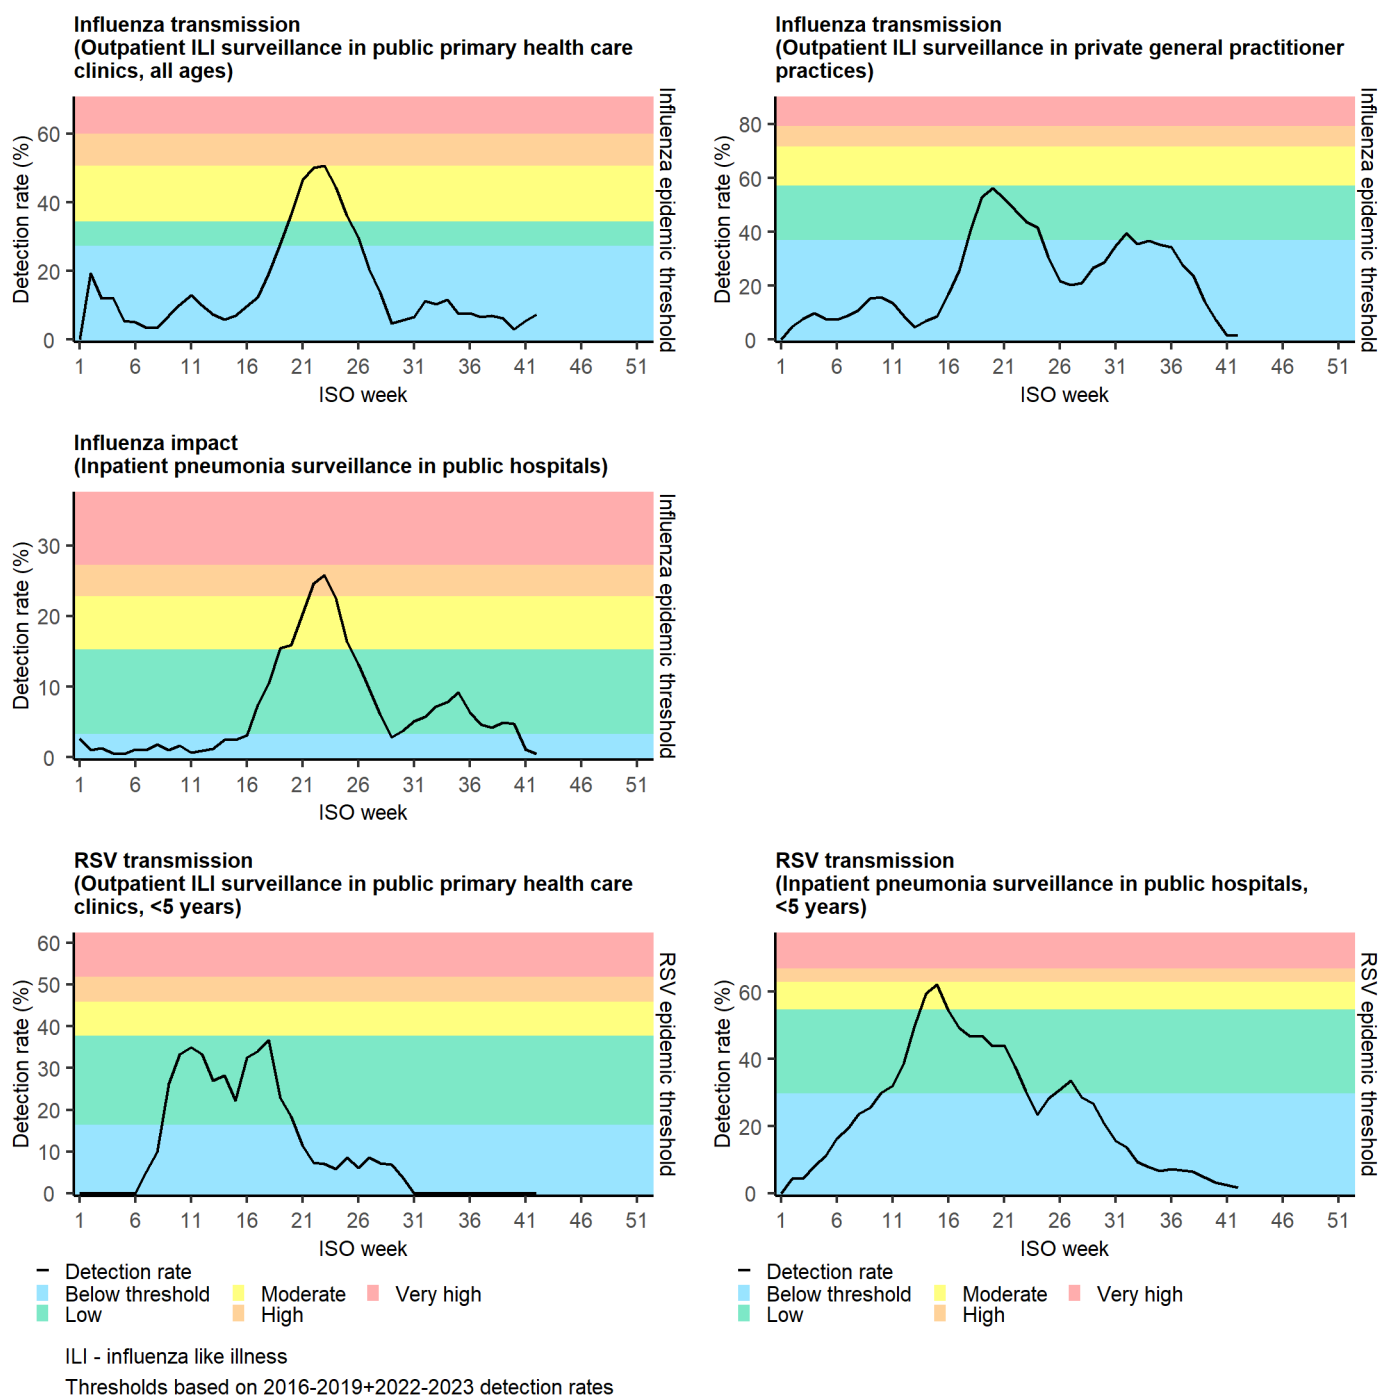 Influenza transmission
(Outpatient ILI surveillance in public primary health care
clinics, all ages)
Detection rate (%)
60
40
20
0
1 6 11 16 21 26 31 36 41 46 51
ISO week
Influenza epidemic threshold
Influenza transmission
(Outpatient ILI surveillance in private general practitioner
practices)
Detection rate (%)
80
60
40
20
0
1 6 11 16 21 26 31 36 41 46 51
ISO week
Influenza epidemic threshold
Influenza impact
(Inpatient pneumonia surveillance in public hospitals)
Detection rate (%)
30
20
10
0
1 6 11 16 21 26 31 36 41 46 51
ISO week
Influenza epidemic threshold
RSV transmission
(Outpatient ILI surveillance in public primary health care
clinics, <5 years)
Detection rate (%)
60
50
40
30
20
10
0
1 6 11 16 21 26 31 36 41 46 51
ISO week
RSV epidemic threshold
RSV transmission
(Inpatient pneumonia surveillance in public hospitals,
<5 years)
Detection rate (%)
60
40
20
0
1 6 11 16 21 26 31 36 41 46 51
ISO week
RSV epidemic threshold
Detection rate
Below threshold Moderate Very high
Low High
Detection rate
Below threshold Moderate Very high
Low High
ILI - influenza like illness
Thresholds based on 2016-2019+2022-2023 detection rates